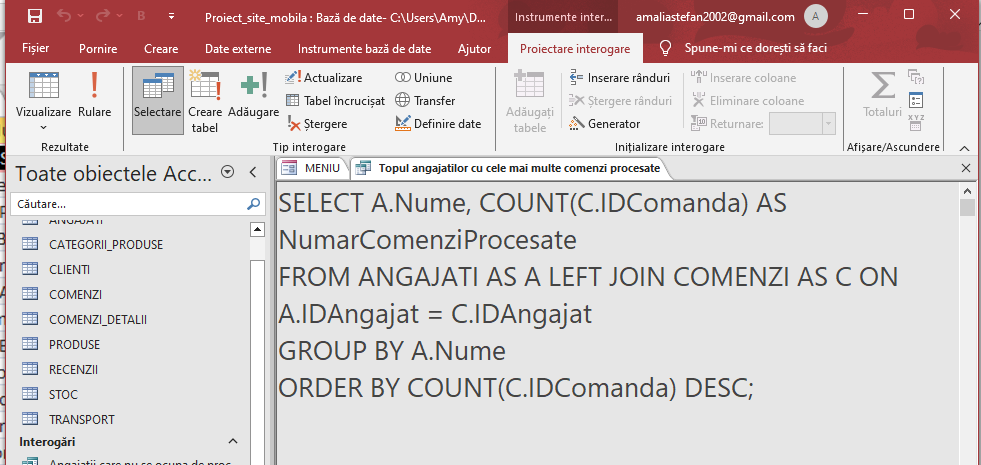 Proiect_site_mobila : Bază de date- C:\Users\Amy\D...
Instrumente inter...
amaliastefan2002@gmail.com
A
Fișier
Pornire
Creare
Date externe
Instrumente bază de date
Ajutor
Proiectare interogare
Spune-mi ce dorești să faci
Vizualizare
Rulare
Selectare
Creare tabel
Adăugare
Actualizare
Tabel încrucișat
Ștergere
Uniune
Transfer
Definire date
Adăugați tabele
Inserare rânduri
Ștergere rânduri
Generator
Inserare coloane
Eliminare coloane
Returnare:
Totaluri
Rezultate
Tip interogare
Inițializare interogare
Afișare/Ascundere
Toate obiectele Acc...
Căutare...
ANGAJATI
CATEGORII_PRODUSE
CLIENTI
COMENZI
COMENZI_DETALII
PRODUSE
RECENZII
STOC
TRANSPORT
Interogări
Angajatii care nu se ocupa de proc...
MENIU
Topul angajatilor cu cele mai multe comenzi procesate
SELECT A.Nume, COUNT(C.IDComanda) AS
NumarComenziProcesate
FROM ANGAJATI AS A LEFT JOIN COMENZI AS C ON
A.IDAngajat = C.IDAngajat
GROUP BY A.Nume
ORDER BY COUNT(C.IDComanda) DESC;